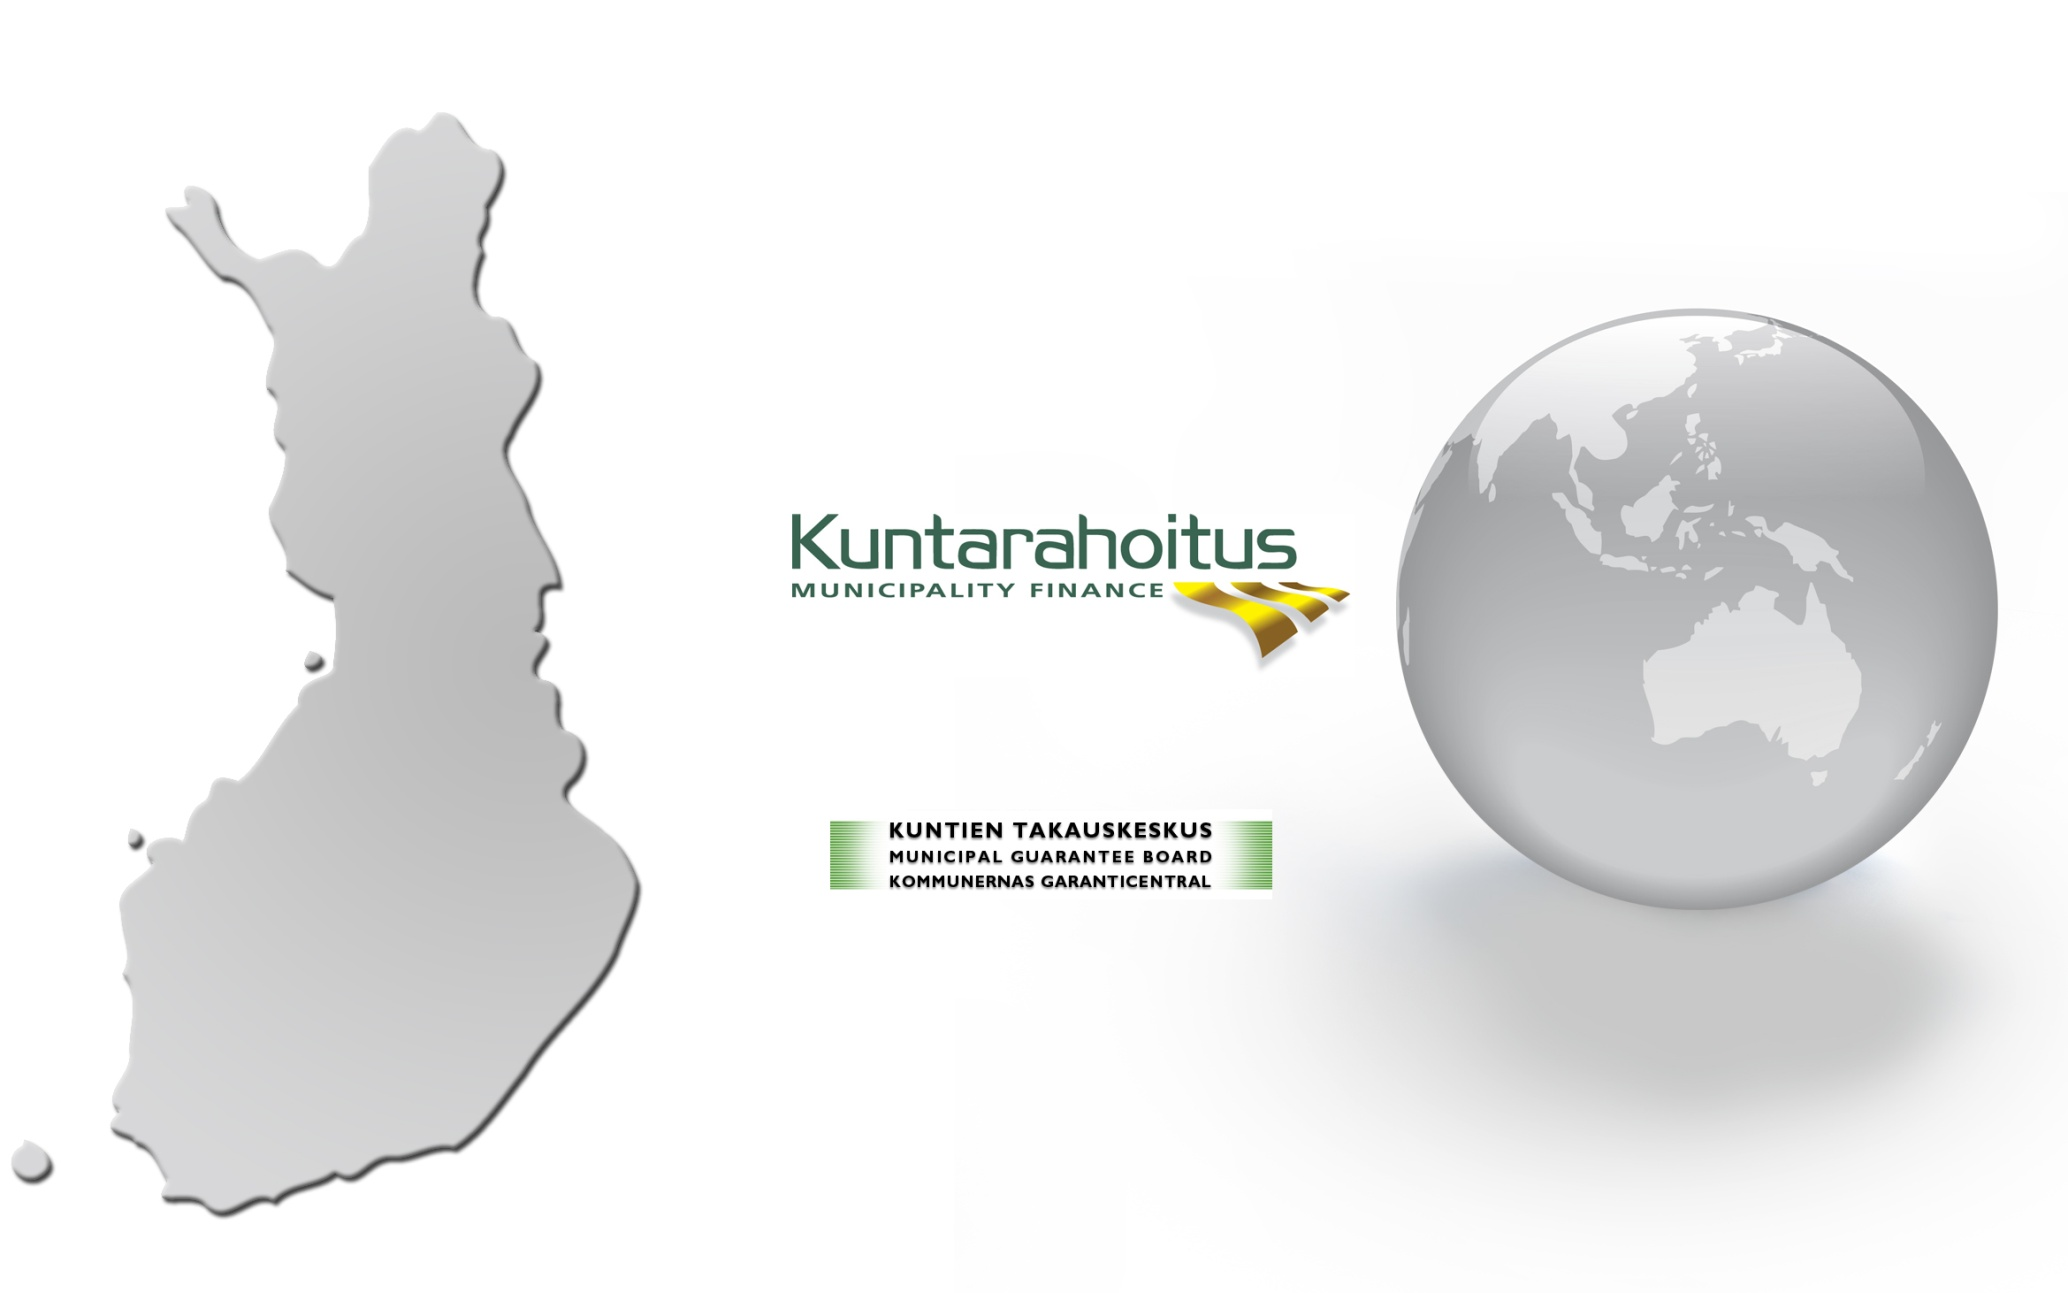 Kuntarahoitus
MUNICIPALITY FINANCE
KUNTIEN TAKAUSKESKUS
MUNICIPAL GUARANTEE BOARD
KOMMUNERNAS GARANTICENTRAL